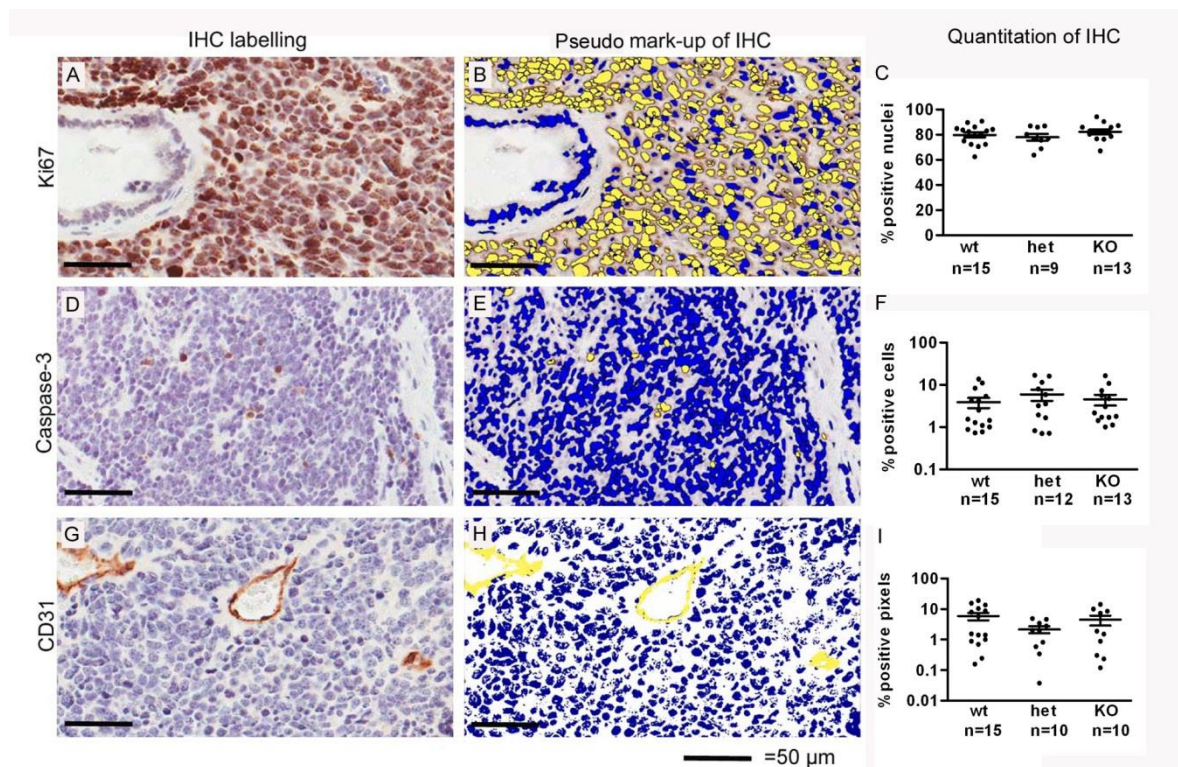 IHC labelling
Pseudo mark-up of IHC
Quantitation of IHC
Ki67
A
B
C
% positive nuclei
100
80
60
40
20
0
wt het KO
n=15 n=9 n=13
Caspase-3
D
E
F
% positive cells
100
10
1
0.1
wt het KO
n=15 n=12 n=13
CD31
G
H
I
% positive pixels
100
10
1
0.1
0.01
wt het KO
n=15 n=10 n=10
=50 µm